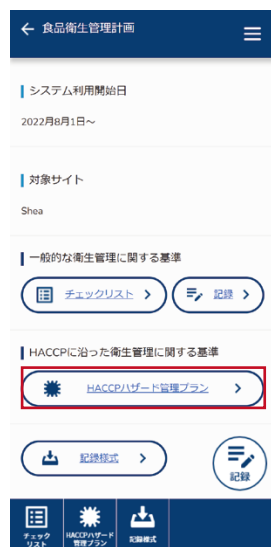 食品衛生管理計画
システム利用開始日
2022月8月1日～
対象サイト
Shea
一般的な衛生管理に関する基準
チェックリスト
記録
HACCPに沿った衛生管理に関する基準
HACCPハザード管理プラン
記録様式
記録
チェック
リスト
HACCPハザード
管理プラン
記録様式